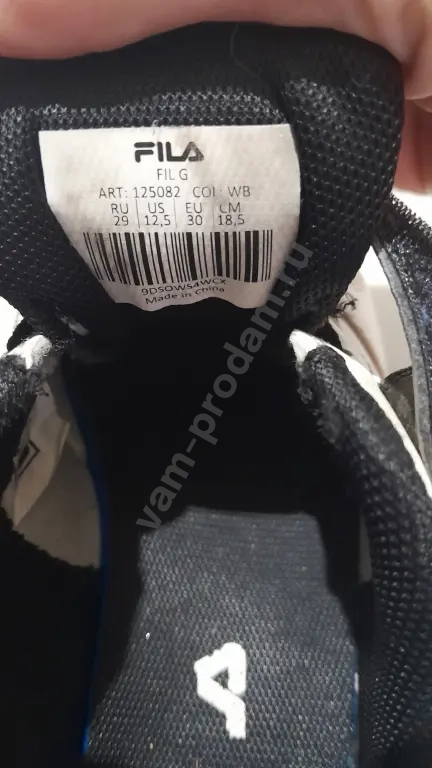 FILA
FIL G
ART: 125082 COL: WB
RU US EU CM
29 12,5 30 18,5
9DSOWS4WCX
Made in China
vam-prodam.ru